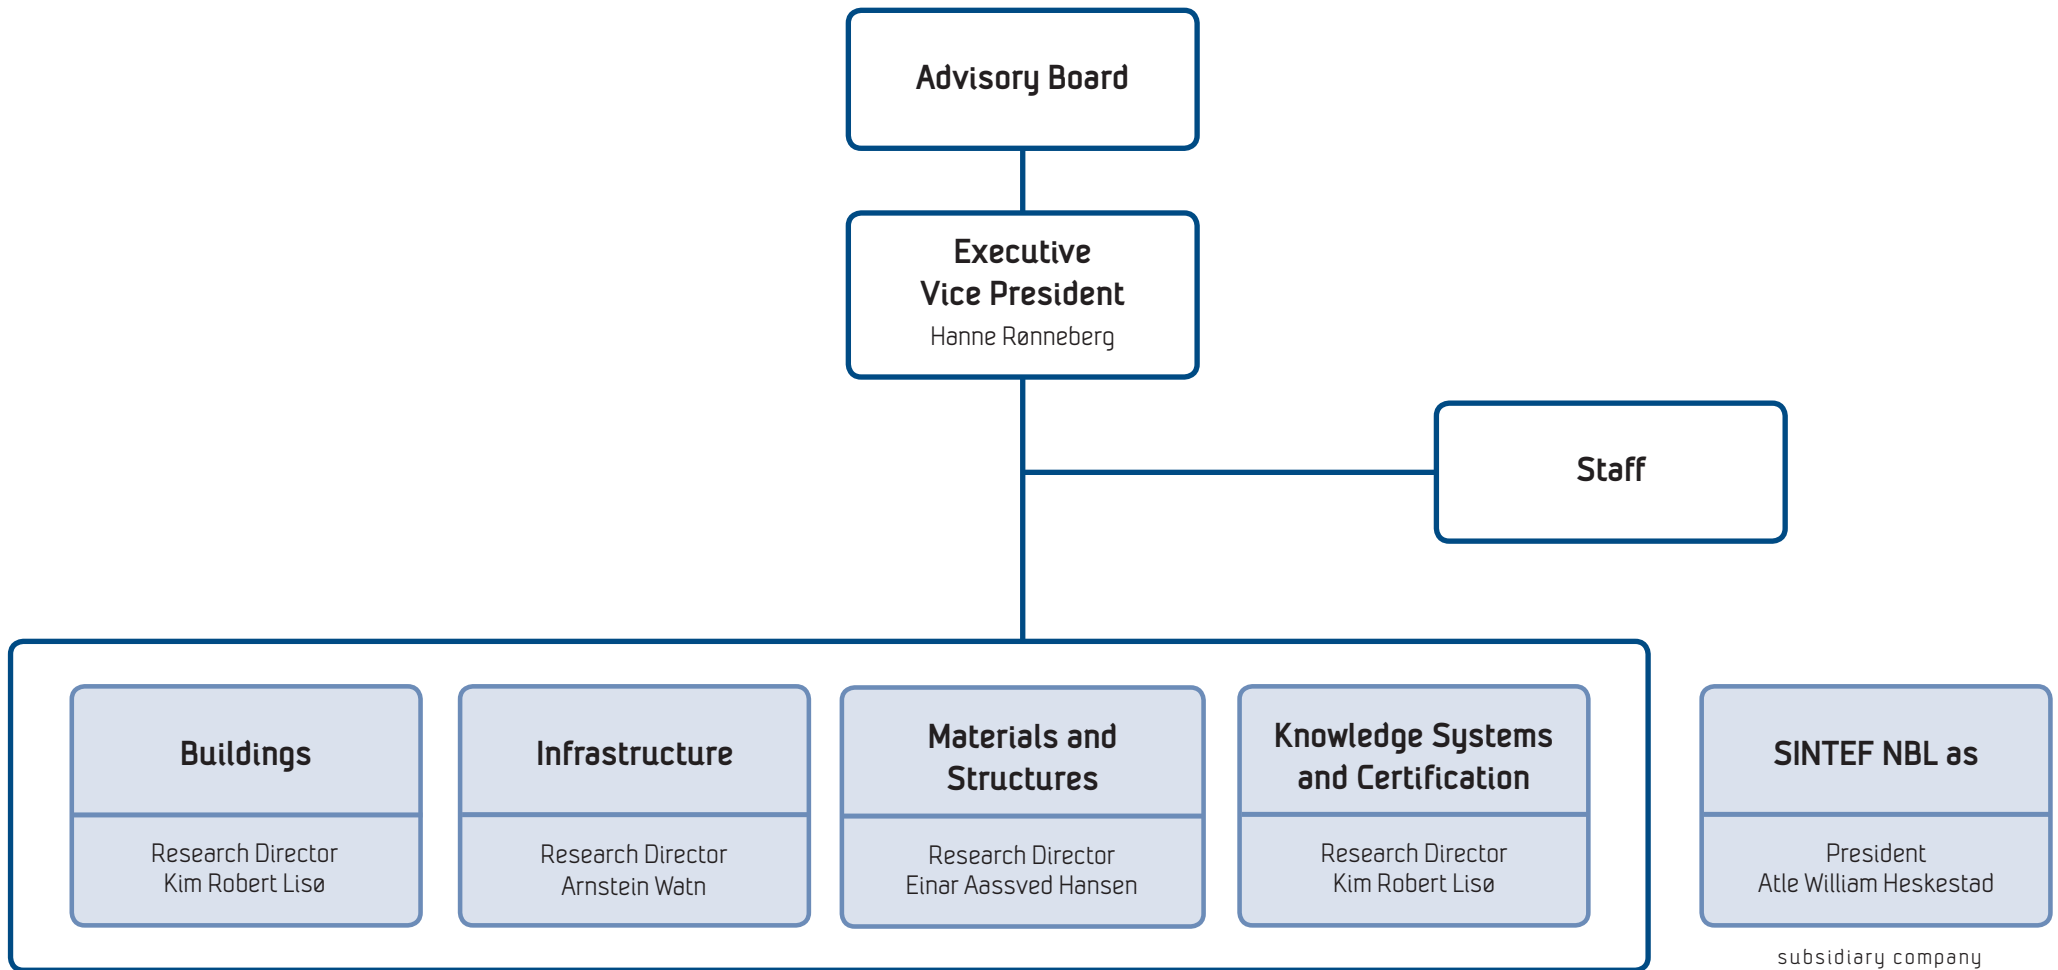 Advisory Board
Executive
Vice President
Hanne Rønneberg
Staff
Buildings
Research Director
Kim Robert Lisø
Infrastructure
Research Director
Arnstein Watn
Materials and
Structures
Research Director
Einar Aassved Hansen
Knowledge Systems
and Certification
Research Director
Kim Robert Lisø
SINTEF NBL as
President
Atle William Heskestad
subsidiary company